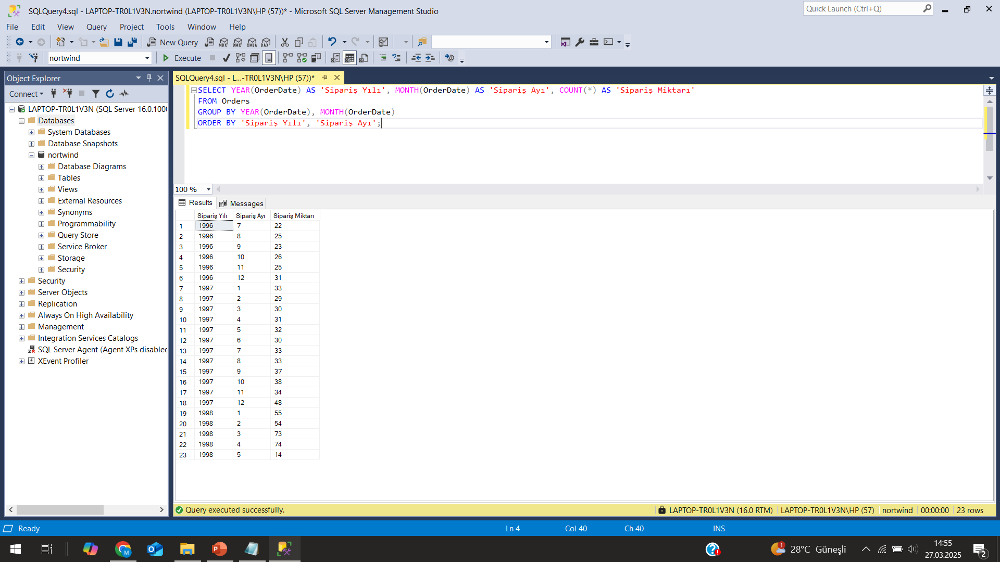 SQLQuery4.sql - LAPTOP-TR0L1V3N.nortwind (LAPTOP-TR0L1V3N\HP (57))* - Microsoft SQL Server Management Studio
Quick Launch (Ctrl+Q)
File Edit View Query Project Tools Window Help
New Query MDX DMX XMLA DAX
nortwind Execute
Object Explorer
Connect
LAPTOP-TR0L1V3N (SQL Server 16.0.1000
Databases
System Databases
Database Snapshots
nortwind
Database Diagrams
Tables
Views
External Resources
Synonyms
Programmability
Query Store
Service Broker
Storage
Security
Security
Server Objects
Replication
Always On High Availability
Management
Integration Services Catalogs
SQL Server Agent (Agent XPs disabled
XEvent Profiler
SQLQuery4.sql - L...-TR0L1V3N\HP (57))*
SELECT YEAR(OrderDate) AS 'Sipariş Yılı', MONTH(OrderDate) AS 'Sipariş Ayı', COUNT(*) AS 'Sipariş Miktarı'
FROM Orders
GROUP BY YEAR(OrderDate), MONTH(OrderDate)
ORDER BY 'Sipariş Yılı', 'Sipariş Ayı';
100 %
Results Messages
Sipariş Yılı Sipariş Ayı Sipariş Miktarı
1 1996 7 22
2 1996 8 25
3 1996 9 23
4 1996 10 26
5 1996 11 25
6 1996 12 31
7 1997 1 33
8 1997 2 29
9 1997 3 30
10 1997 4 31
11 1997 5 32
12 1997 6 30
13 1997 7 33
14 1997 8 33
15 1997 9 37
16 1997 10 38
17 1997 11 34
18 1997 12 48
19 1998 1 55
20 1998 2 54
21 1998 3 73
22 1998 4 74
23 1998 5 14
Query executed successfully. LAPTOP-TR0L1V3N (16.0 RTM) LAPTOP-TR0L1V3N\HP (57) nortwind 00:00:00 23 rows
Ready Ln 4 Col 40 Ch 40 INS
28°C Güneşli
14:55
27.03.2025
2